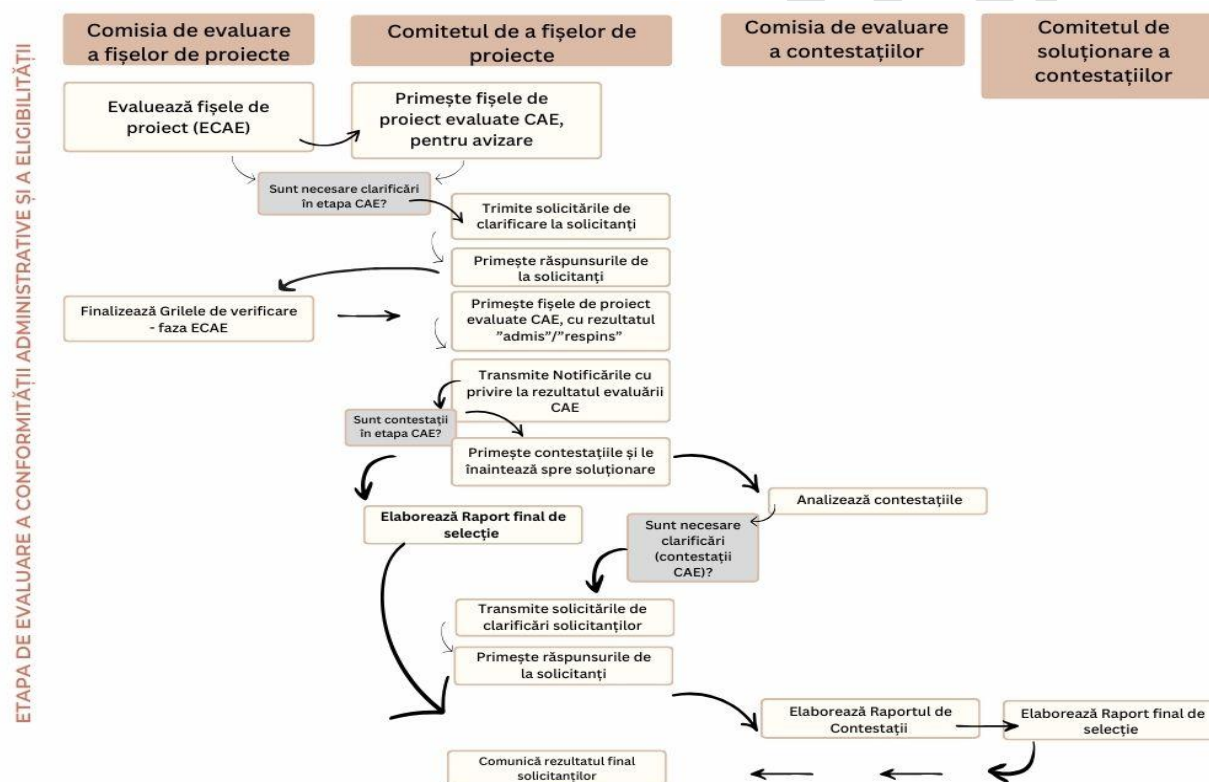 ETAPA DE EVALUARE A CONFORMITĂȚII ADMINISTRATIVE ȘI A ELIGIBILITĂȚII
Comisia de evaluare
a fișelor de proiecte
Comitetul de a fișelor de
proiecte
Comisia de evaluare
a contestațiilor
Comitetul de
soluționare a
contestațiilor
Evaluează fișele de
proiect (ECAE)
Primește fișele de
proiect evaluate CAE,
pentru avizare
Sunt necesare clarificări
în etapa CAE?
Trimite solicitările de
clarificare la solicitanți
Primește răspunsurile de
la solicitanți
Finalizează Grilele de verificare
- faza ECAE
Primește fișele de proiect
evaluate CAE, cu rezultatul
”admis”/”respins”
Transmite Notificările cu
privire la rezultatul evaluării
CAE
Sunt contestații
în etapa CAE?
Primește contestațiile și le
înaintează spre soluționare
Analizează contestațiile
Elaborează Raport final de
selecție
Sunt necesare
clarificări
(contestații
CAE)?
Transmite solicitările de
clarificări solicitanților
Primește răspunsurile de
la solicitanți
Elaborează Raportul de
Contestații
Elaborează Raport final de
selecție
Comunică rezultatul final
solicitanților